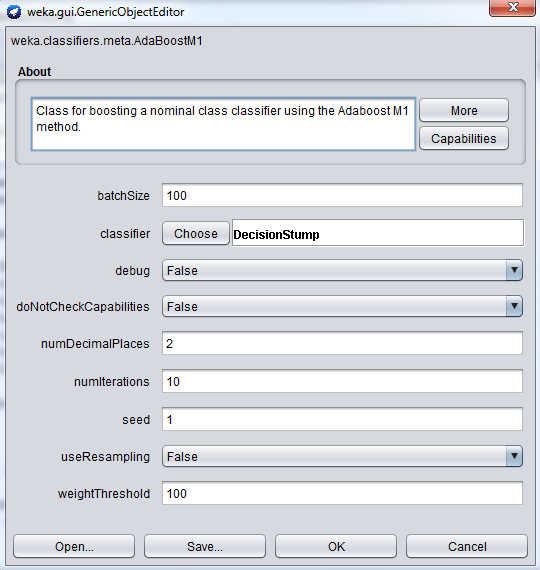 weka.gui.GenericObjectEditor
weka.classifiers.meta.AdaBoostM1
About
Class for boosting a nominal class classifier using the Adaboost M1
method.
More
Capabilities
batchSize 100
classifier Choose DecisionStump
debug False
doNotCheckCapabilities False
numDecimalPlaces 2
numIterations 10
seed 1
useResampling False
weightThreshold 100
Open... Save... OK Cancel